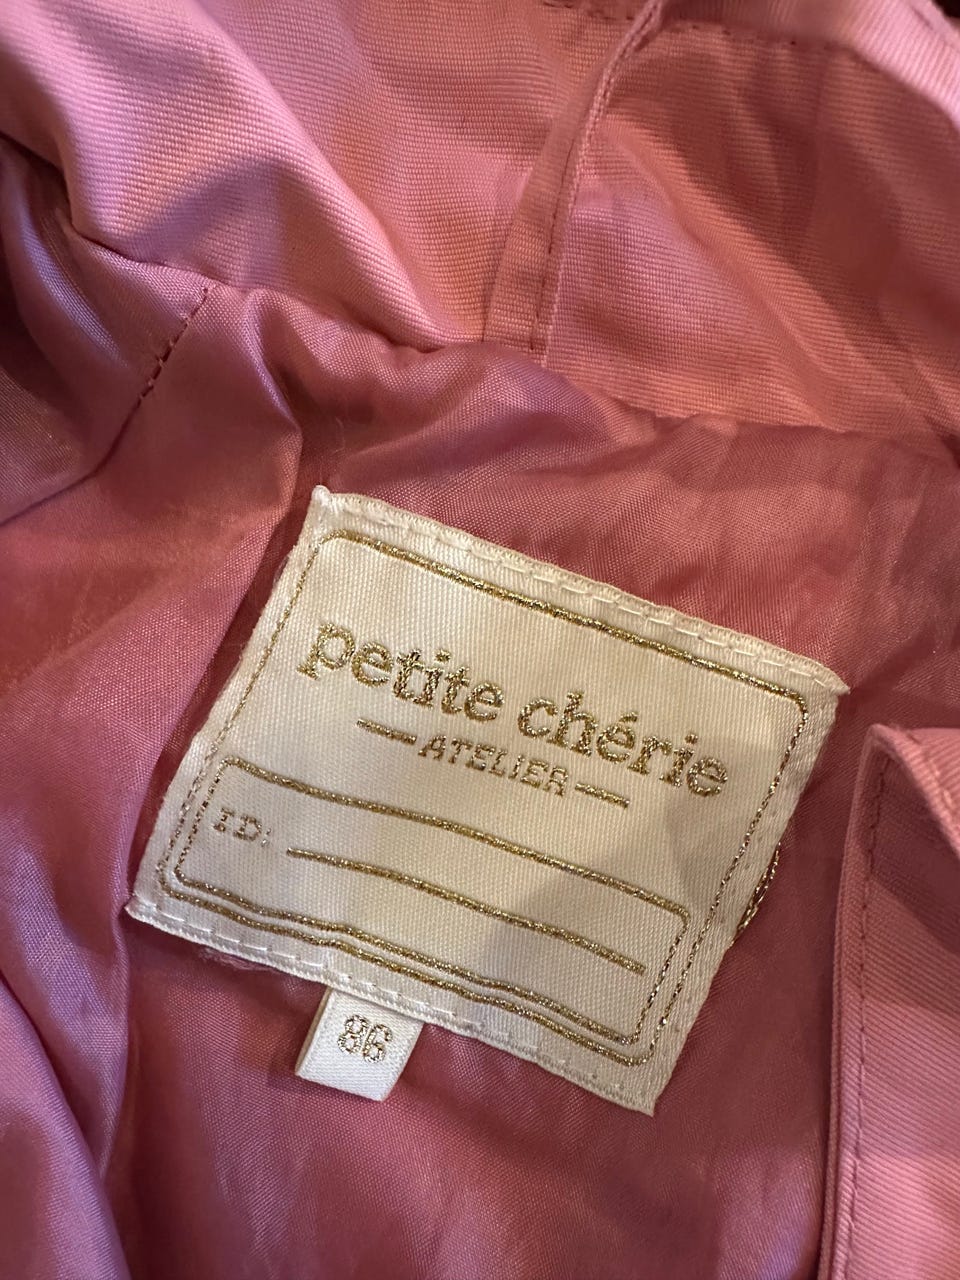 petite chérie
ATELIER
ID:
86